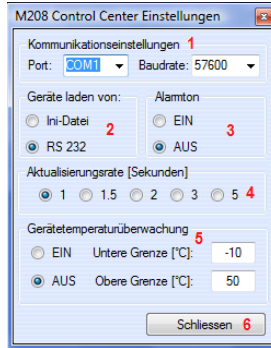 M208 Control Center Einstellungen
Kommunikationseinstellungen 1
Port: COM1 Baudrate: 57600
Geräte laden von: Alarmton
Ini-Datei 2 EIN 3
RS 232 AUS
Aktualisierungsrate [Sekunden]
1 1.5 2 3 5 4
Gerätetemperaturüberwachung 5
EIN Untere Grenze [°C]: -10
AUS Obere Grenze [°C]: 50
Schliessen 6